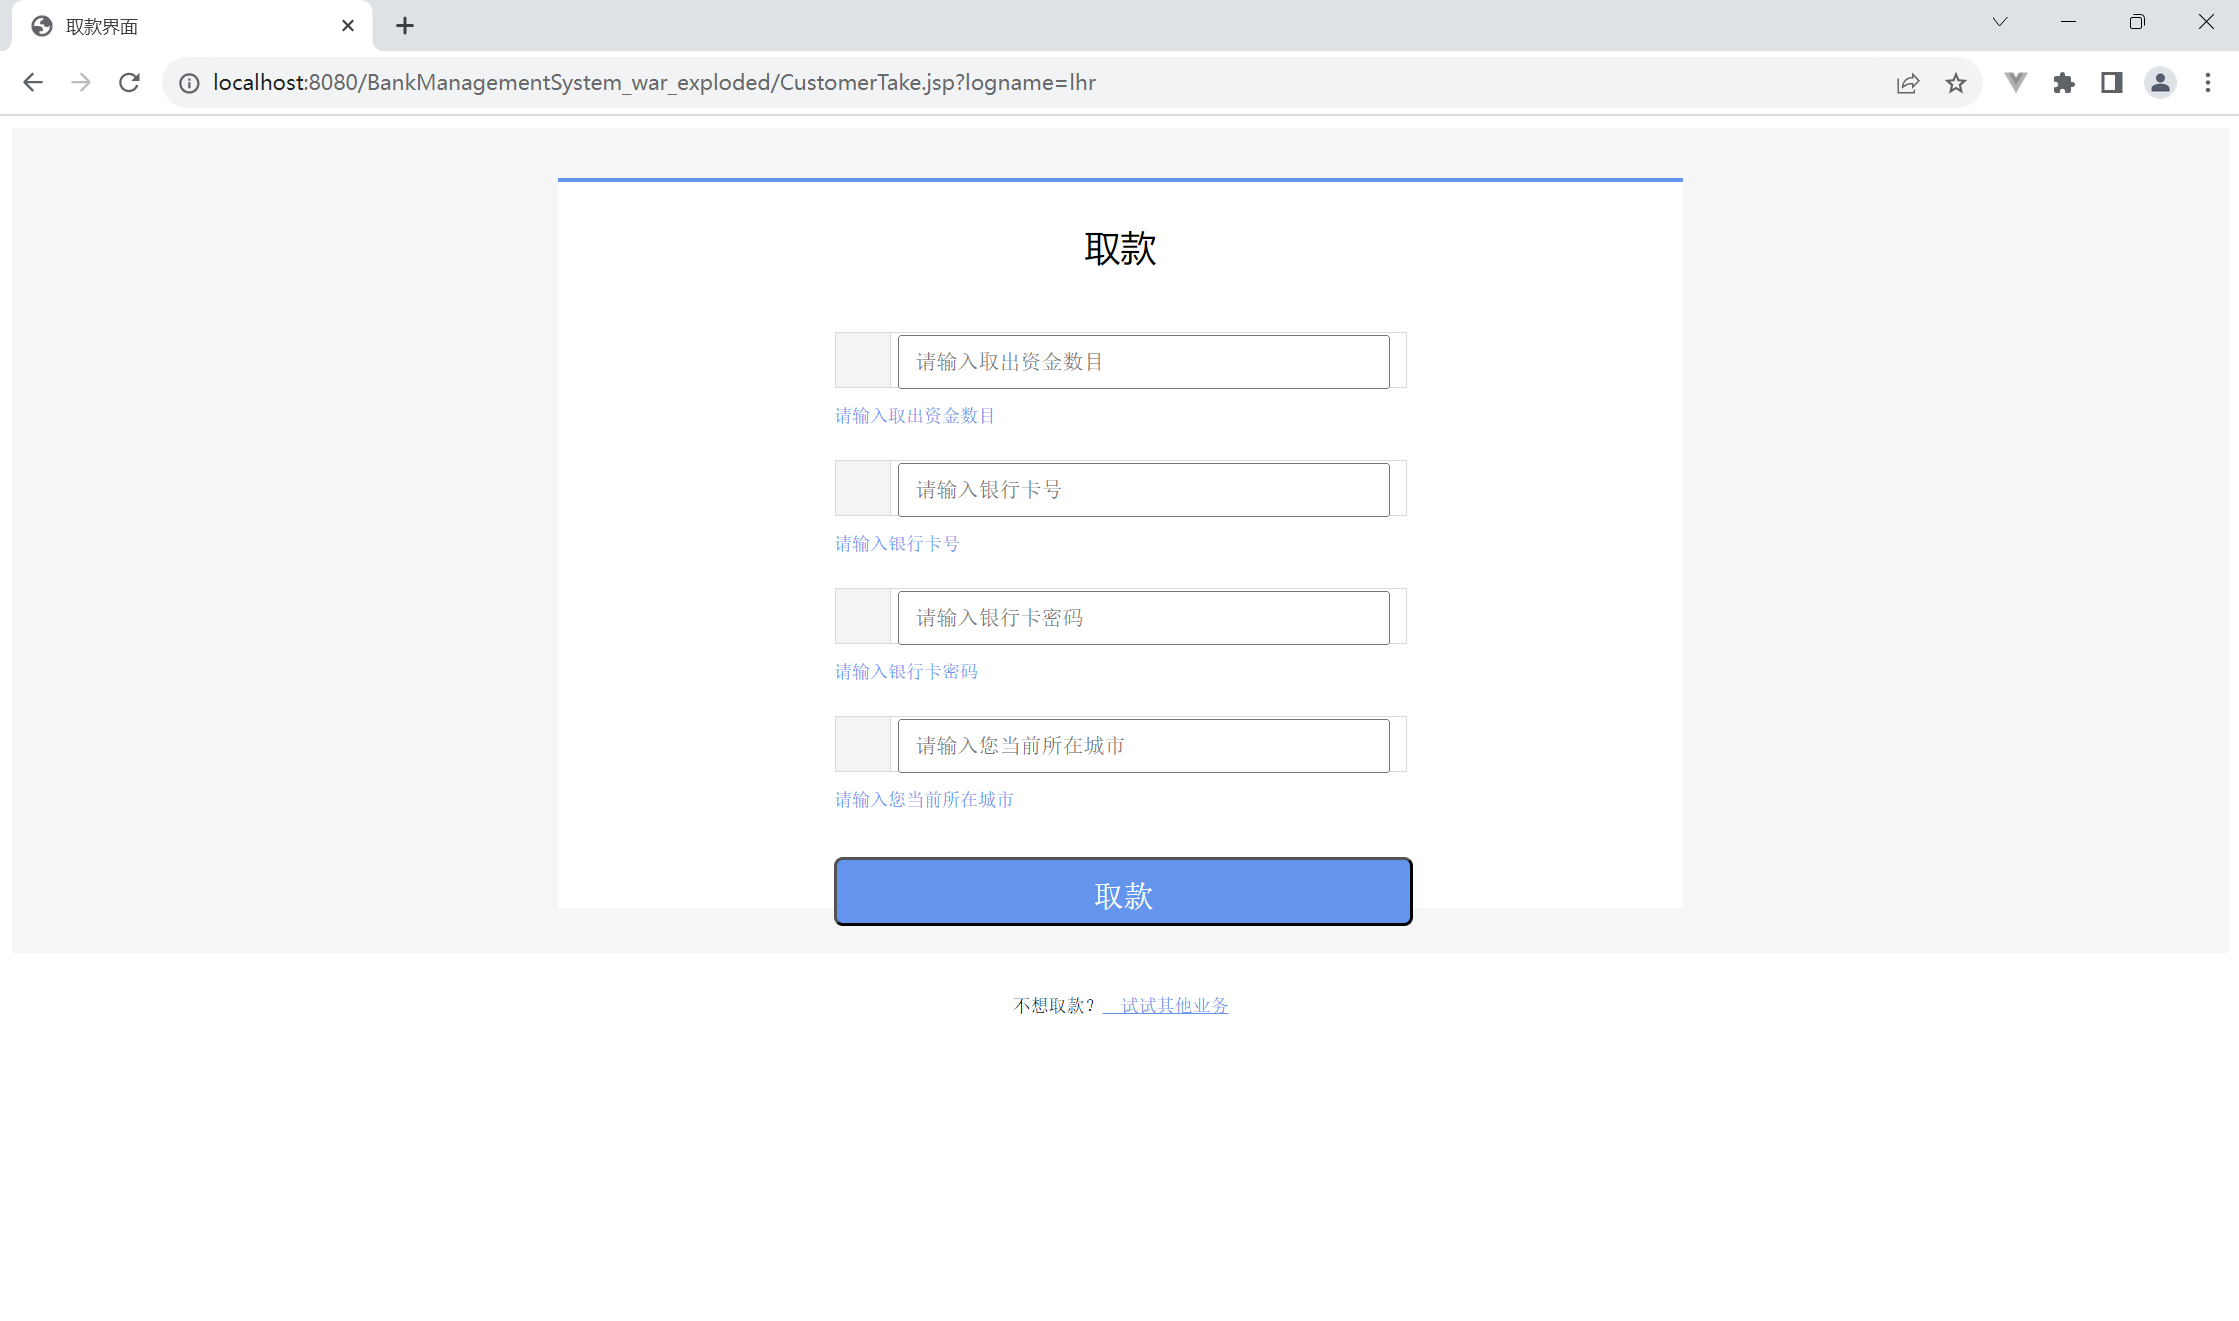 取款界面
localhost:8080/BankManagementSystem_war_exploded/CustomerTake.jsp?logname=lhr
取款
请输入取出资金数目
请输入取出资金数目
请输入银行卡号
请输入银行卡号
请输入银行卡密码
请输入银行卡密码
请输入您当前所在城市
请输入您当前所在城市
取款
不想取款？ 试试其他业务